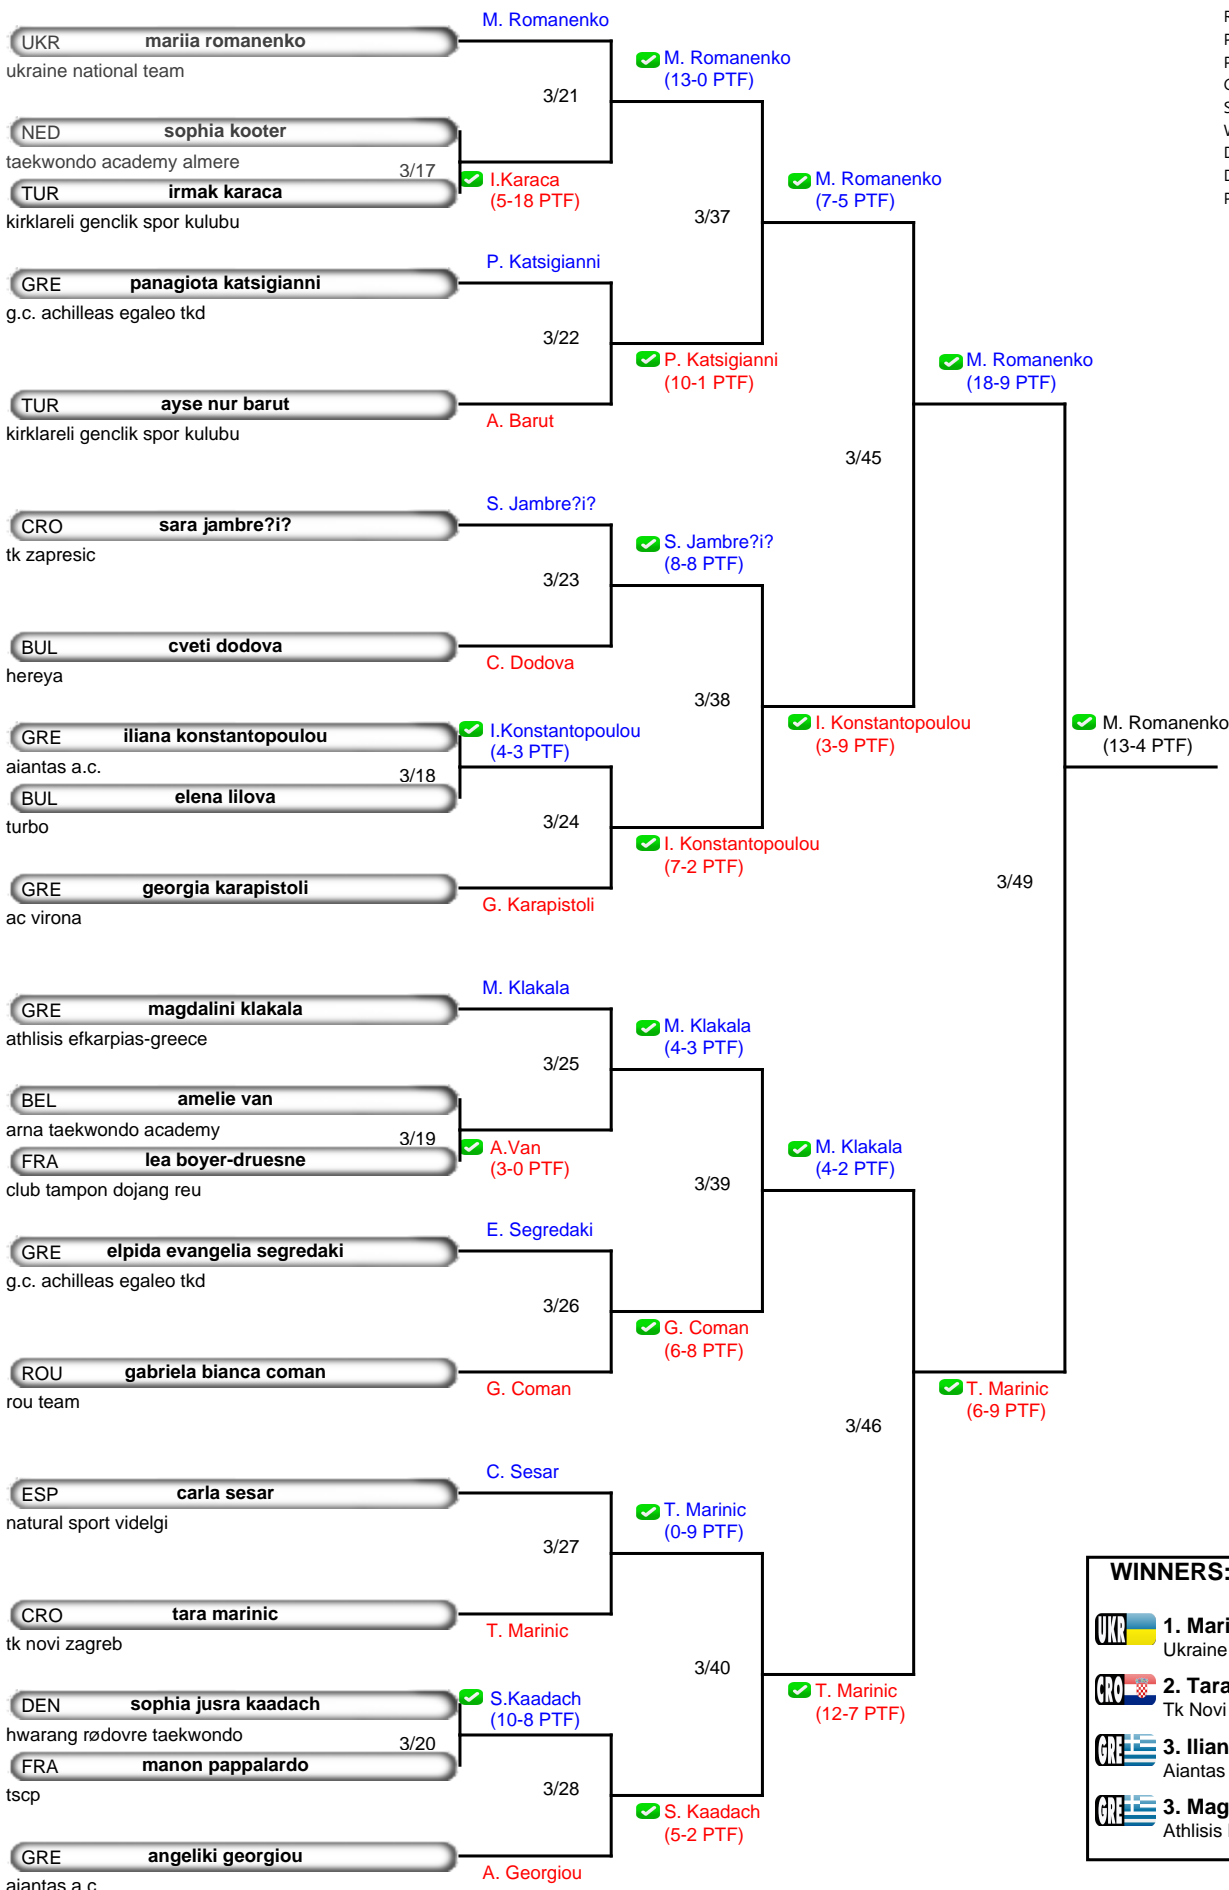 M. Romanenko
UKR mariia romanenko
ukraine national team
M. Romanenko
(13-0 PTF)
3/21
NED sophia kooter
taekwondo academy almere
3/17
TUR irmak karaca
kirklareli genclik spor kulubu
I.Karaca
(5-18 PTF)
M. Romanenko
(7-5 PTF)
3/37
P. Katsigianni
GRE panagiota katsigianni
g.c. achilleas egaleo tkd
3/22
P. Katsigianni
(10-1 PTF)
M. Romanenko
(18-9 PTF)
TUR ayse nur barut
kirklareli genclik spor kulubu
A. Barut
3/45
S. Jambre?i?
CRO sara jambre?i?
tk zapresic
S. Jambre?i?
(8-8 PTF)
3/23
BUL cveti dodova
hereya
C. Dodova
3/38
GRE iliana konstantopoulou
aiantas a.c.
I.Konstantopoulou
(4-3 PTF)
I. Konstantopoulou
(3-9 PTF)
M. Romanenko
(13-4 PTF)
3/18
BUL elena lilova
turbo
3/24
I. Konstantopoulou
(7-2 PTF)
GRE georgia karapistoli
ac virona
G. Karapistoli
3/49
M. Klakala
GRE magdalini klakala
athlisis efkarpias-greece
M. Klakala
(4-3 PTF)
3/25
BEL amelie van
arna taekwondo academy
3/19
FRA lea boyer-druesne
club tampon dojang reu
A.Van
(3-0 PTF)
M. Klakala
(4-2 PTF)
3/39
E. Segredaki
GRE elpida evangelia segredaki
g.c. achilleas egaleo tkd
3/26
G. Coman
(6-8 PTF)
ROU gabriela bianca coman
rou team
G. Coman
T. Marinic
(6-9 PTF)
3/46
C. Sesar
ESP carla sesar
natural sport videlgi
T. Marinic
(0-9 PTF)
3/27
CRO tara marinic
tk novi zagreb
T. Marinic
3/40
DEN sophia jusra kaadach
hwarang rødovre taekwondo
S.Kaadach
(10-8 PTF)
T. Marinic
(12-7 PTF)
3/20
FRA manon pappalardo
tscp
3/28
S. Kaadach
(5-2 PTF)
GRE angeliki georgiou
aiantas a.c
A. Georgiou
WINNERS:
UKR 1. Mari
Ukraine
CRO 2. Tara
Tk Novi
GRE 3. Ilian
Aiantas
GRE 3. Mag
Athlisis